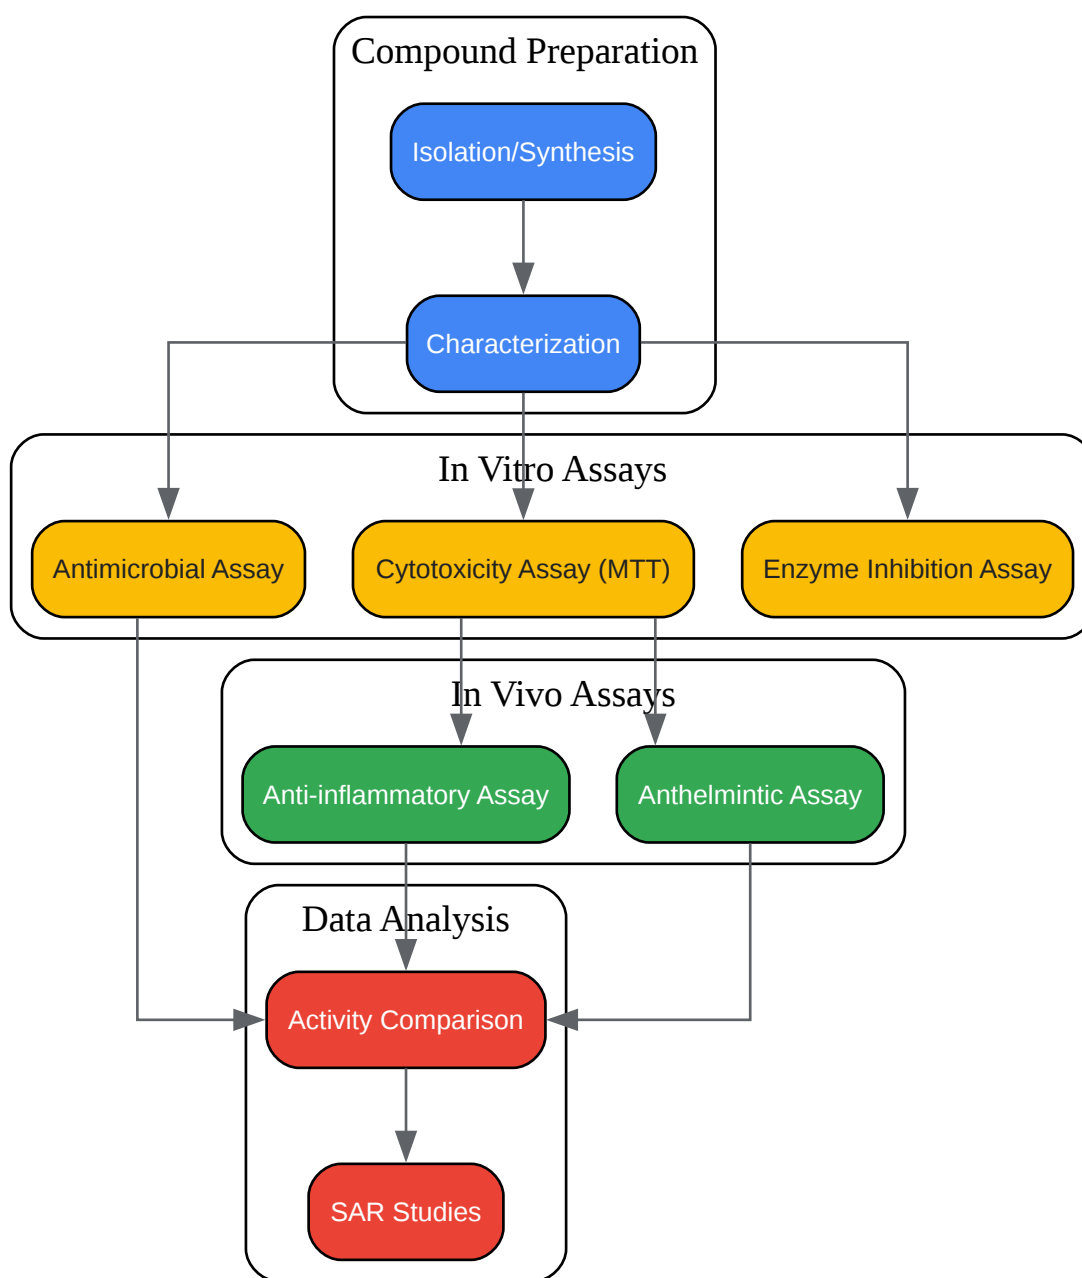 Compound Preparation
Isolation/Synthesis
Characterization
In Vitro Assays
Antimicrobial Assay
Cytotoxicity Assay (MTT)
Enzyme Inhibition Assay
In Vivo Assays
Anti-inflammatory Assay
Anthelmintic Assay
Data Analysis
Activity Comparison
SAR Studies